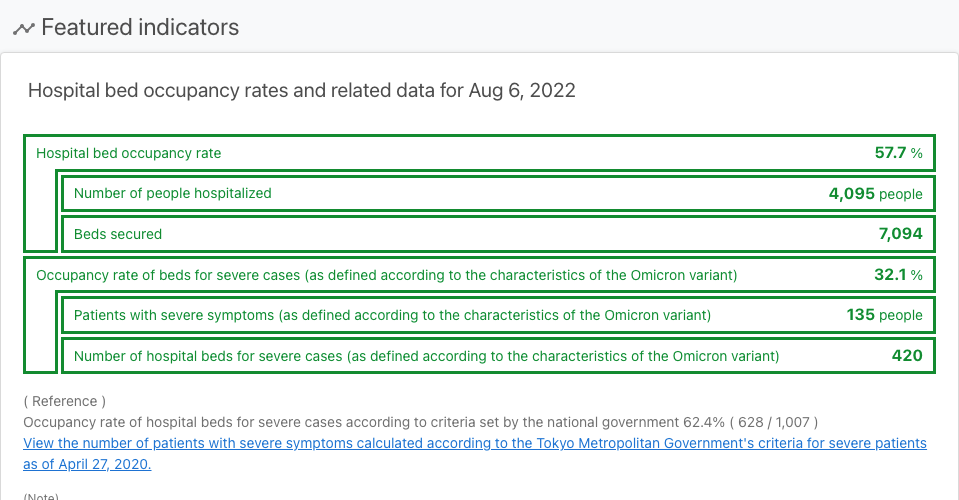 Featured indicators
Hospital bed occupancy rates and related data for Aug 6, 2022
Hospital bed occupancy rate 57.7 %
Number of people hospitalized 4,095 people
Beds secured 7,094
Occupancy rate of beds for severe cases (as defined according to the characteristics of the Omicron variant) 32.1 %
Patients with severe symptoms (as defined according to the characteristics of the Omicron variant) 135 people
Number of hospital beds for severe cases (as defined according to the characteristics of the Omicron variant) 420
( Reference )
Occupancy rate of hospital beds for severe cases according to criteria set by the national government 62.4% ( 628 / 1,007 )
View the number of patients with severe symptoms calculated according to the Tokyo Metropolitan Government's criteria for severe patients
as of April 27, 2020.
(Note)